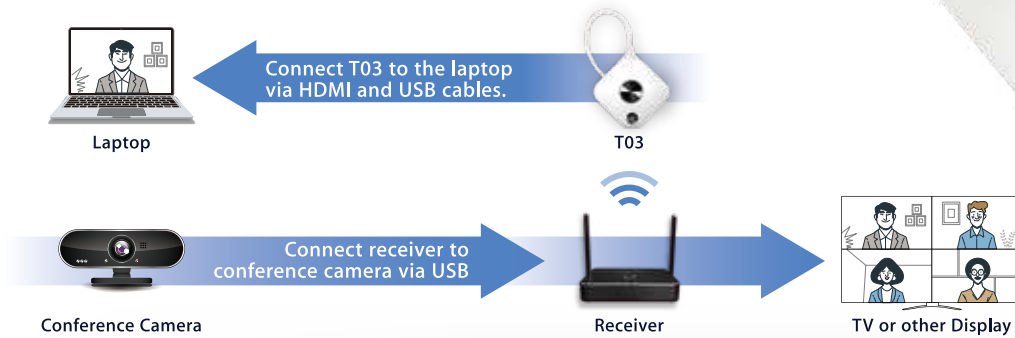 Connect T03 to the laptop
via HDMI and USB cables.
Laptop
T03
Connect receiver to
conference camera via USB
Conference Camera
Receiver
TV or other Display